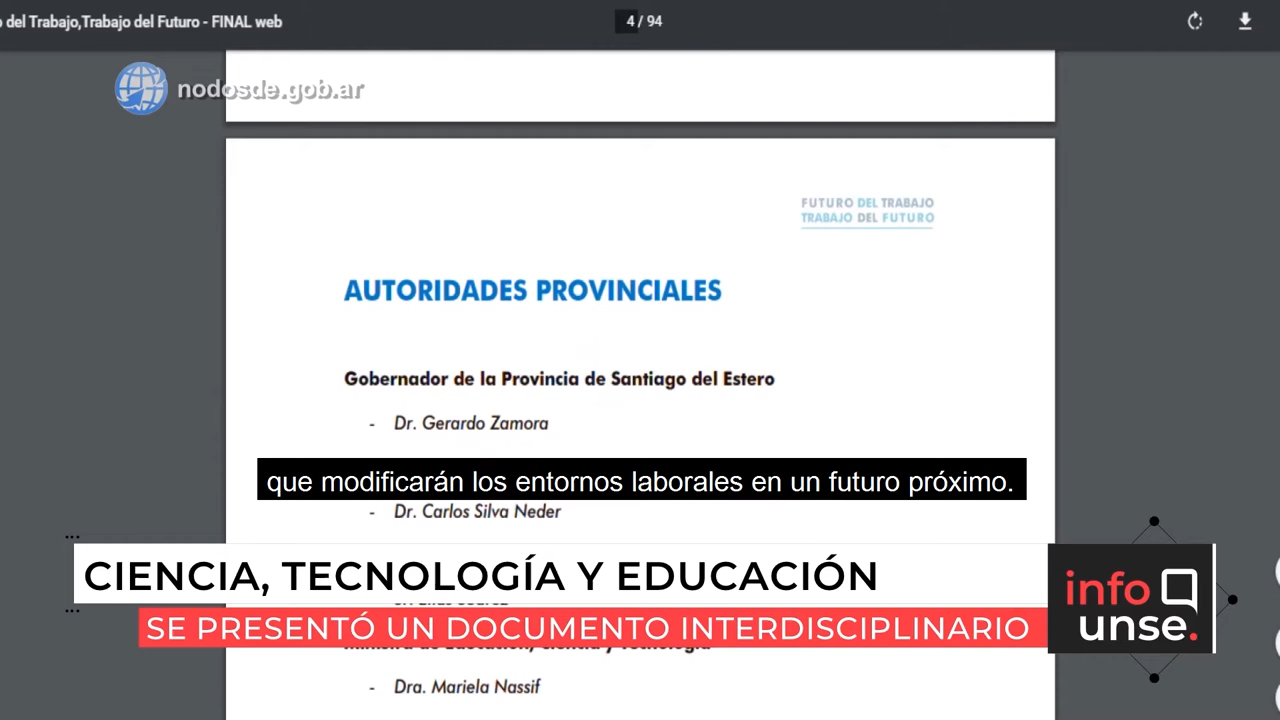 o del Trabajo,Trabajo del Futuro - FINAL web
4 / 94
nodosde.gob.ar
FUTURO DEL TRABAJO
TRABAJO DEL FUTURO
AUTORIDADES PROVINCIALES
Gobernador de la Provincia de Santiago del Estero
- Dr. Gerardo Zamora
que modificarán los entornos laborales en un futuro próximo.
- Dr. Carlos Silva Neder
CIENCIA, TECNOLOGÍA Y EDUCACIÓN
SE PRESENTÓ UN DOCUMENTO INTERDISCIPLINARIO
info
unse.
- Dra. Mariela Nassif